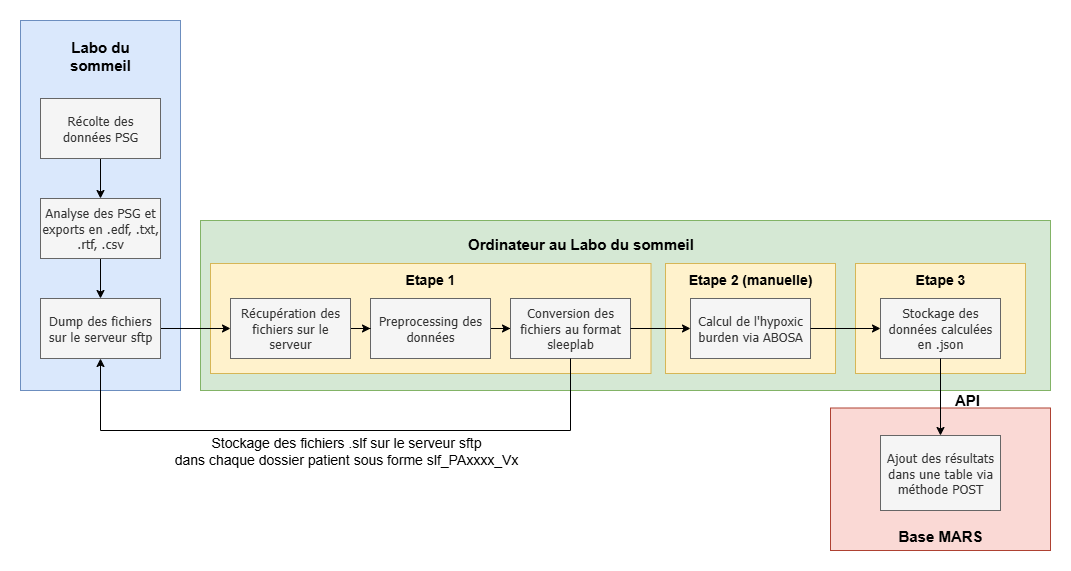 Labo du
sommeil
Récolte des
données PSG
Analyse des PSG et
exports en .edf, .txt,
.rtf, .csv
Dump des fichiers
sur le serveur sftp
Ordinateur au Labo du sommeil
Etape 1
Récupération des
fichiers sur le
serveur
Preprocessing des
données
Conversion des
fichiers au format
sleeplab
Etape 2 (manuelle)
Calcul de l'hypoxic
burden via ABOSA
Etape 3
Stockage des
données calculées
en .json
API
Stockage des fichiers .slf sur le serveur sftp
dans chaque dossier patient sous forme slf_PAxxxx_Vx
Ajout des résultats
dans une table via
méthode POST
Base MARS